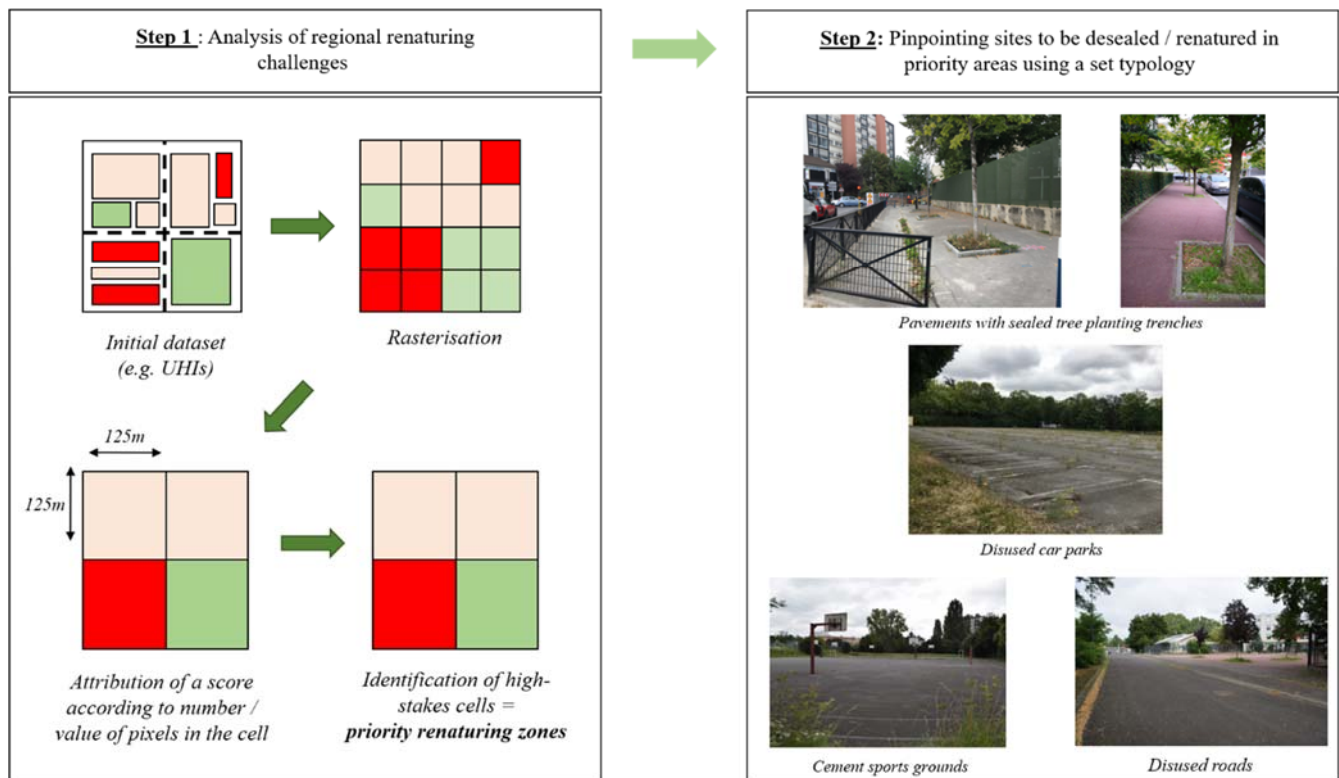 Step 1 : Analysis of regional renaturing
challenges
Step 2: Pinpointing sites to be desealed / renatured in
priority areas using a set typology
Initial dataset
(e.g. UHIs)
Rasterisation
125m
125m
Attribution of a score
according to number /
value of pixels in the cell
Identification of high-
stakes cells =
priority renaturing zones
Pavements with sealed tree planting trenches
Disused car parks
Cement sports grounds
Disused roads